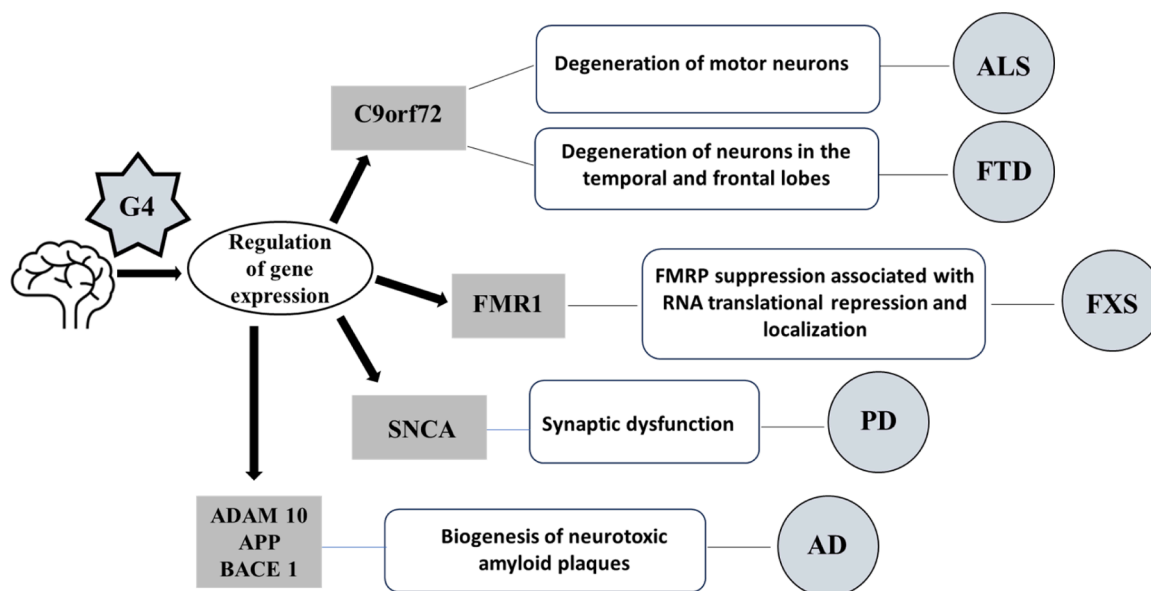 G4
Regulation
of gene
expression
C9orf72
Degeneration of motor neurons
ALS
Degeneration of neurons in the
temporal and frontal lobes
FTD
FMR1
FMRP suppression associated with
RNA translational repression and
localization
FXS
SNCA
Synaptic dysfunction
PD
ADAM 10
APP
BACE 1
Biogenesis of neurotoxic
amyloid plaques
AD